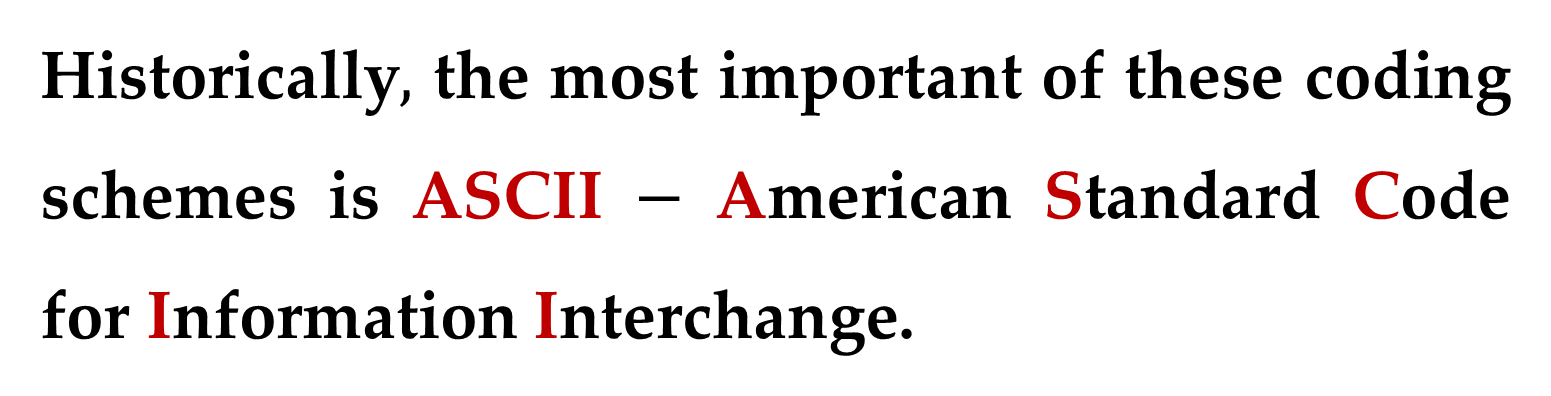 Historically, the most important of these coding
schemes is ASCII – American Standard Code
for Information Interchange.